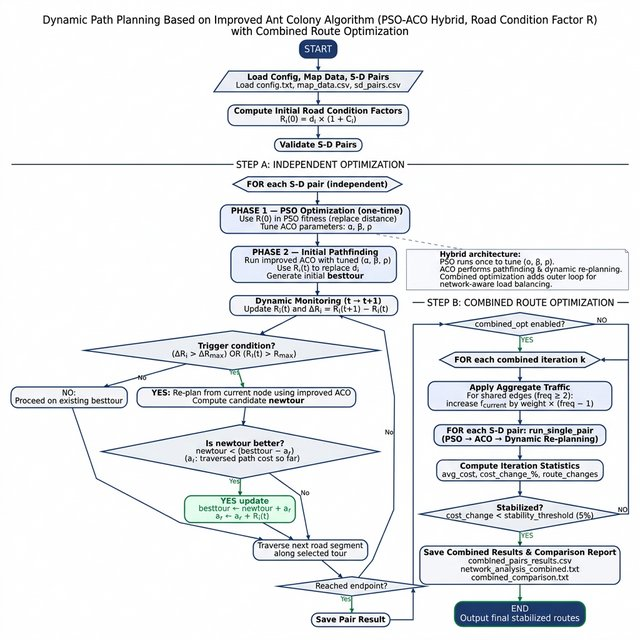 Dynamic Path Planning Based on Improved Ant Colony Algorithm (PSO-ACO Hybrid, Road Condition Factor R)
with Combined Route Optimization
START
Load Config, Map Data, S-D Pairs
Load config.txt, map_data.csv, sd_pairs.csv
Compute Initial Road Condition Factors
Rᵢ(0) = dᵢ × (1 + Cᵢ)
Validate S-D Pairs
STEP A: INDEPENDENT OPTIMIZATION
FOR each S-D pair (independent)
PHASE 1 — PSO Optimization (one-time)
Use R(0) in PSO fitness (replace distance)
Tune ACO parameters: α, β, ρ
PHASE 2 — Initial Pathfinding
Run improved ACO with tuned (α, β, ρ)
Use Rᵢ(t) to replace dᵢ
Generate initial besttour
Dynamic Monitoring (t → t+1)
Update Rᵢ(t) and ΔRᵢ = Rᵢ(t+1) − Rᵢ(t)
Trigger condition?
(ΔRᵢ > ΔRₘₐₓ) OR (Rᵢ(t) > Rₘₐₓ)
No
Yes
NO:
Proceed on existing besttour
YES: Re-plan from current node using improved ACO
Compute candidate newtour
Is newtour better?
newtour < (besttour − aᵣ)
(aᵣ: traversed path cost so far)
Yes
No
YES update
besttour ← newtour + aᵣ
aᵣ ← aᵣ + Rᵢ(t)
Traverse next road segment
along selected tour
Reached endpoint?
No
YES
Save Pair Result
Hybrid architecture:
PSO runs once to tune (α, β, ρ).
ACO performs pathfinding & dynamic re-planning.
Combined optimization adds outer loop for
network-aware load balancing.
STEP B: COMBINED ROUTE OPTIMIZATION
combined_opt enabled?
NO
YES
FOR each combined iteration k
Apply Aggregate Traffic
For shared edges (freq ≥ 2):
increase f_current by weight × (freq − 1)
FOR each S-D pair: run_single_pair
(PSO → ACO → Dynamic Re-planning)
Compute Iteration Statistics
avg_cost, cost_change_%, route_changes
Stabilized?
cost_change < stability_threshold (5%)
NO
YES
Save Combined Results & Comparison Report
combined_pairs_results.csv
network_analysis_combined.txt
combined_comparison.txt
END
Output final stabilized routes